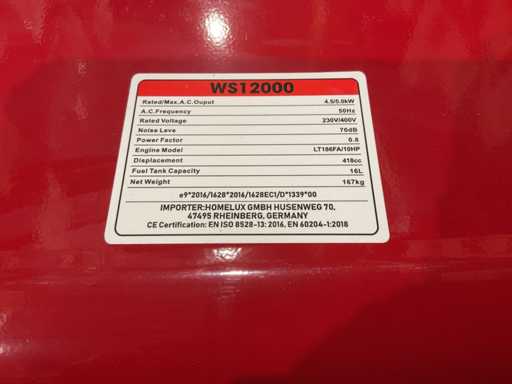 WS12000
Rated/Max.A.C.Ouput 4.5/5.0kW
A.C.Frequency 50Hz
Rated Voltage 230V/400V
Noise Leve 70dB
Power Factor 0.8
Engine Model LT186FA/10HP
Displacement 418cc
Fuel Tank Capacity 16L
Net Weight 167kg
e9*2016/1628*2016/1628EC1/D*1339*00
IMPORTER:HOMELUX GMBH HUSENWEG 70,
47495 RHEINBERG, GERMANY
CE Certification: EN ISO 8528-13: 2016, EN 60204-1:2018